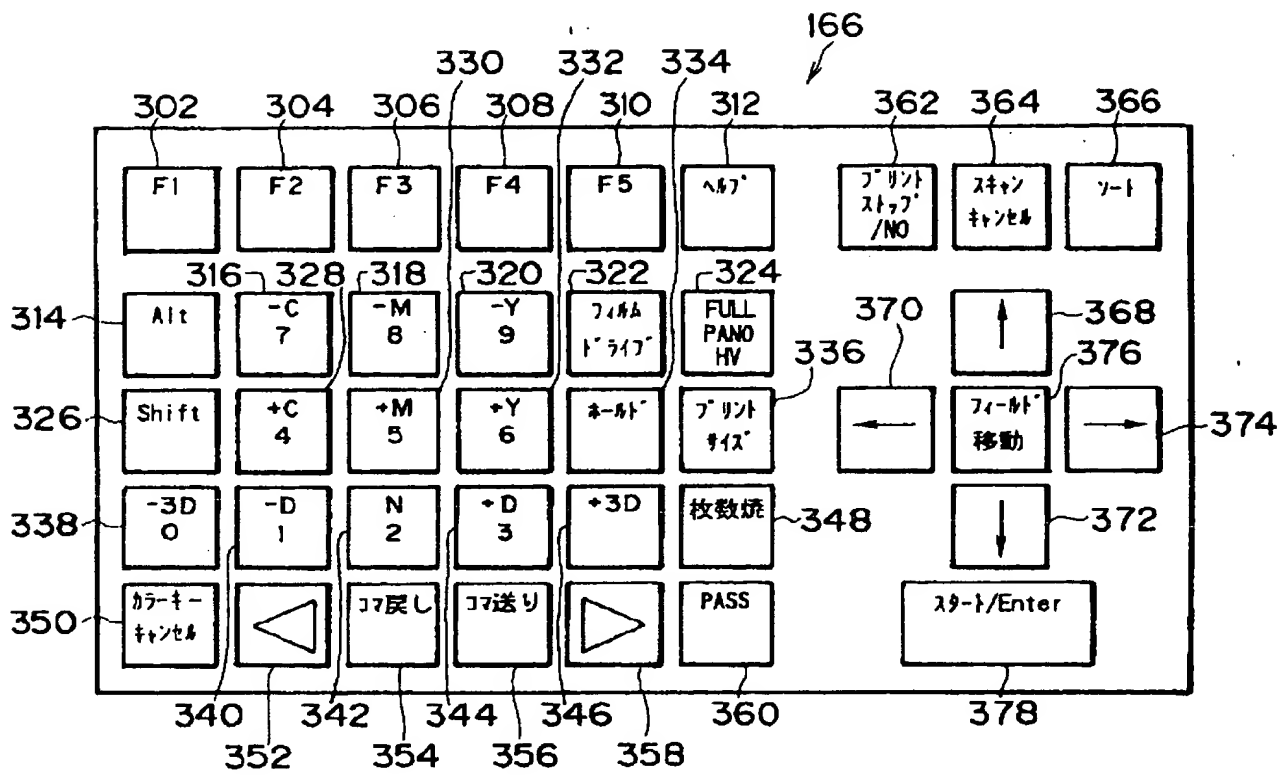 166
330 332 334
302 304 306 308 310 312 362 364 366
F1 F2 F3 F4 F5 ヘルプ プリント ストップ /NO スキャン キャンセル ソート
316 328 318 320 322 324
314 Alt -C 7 -M 8 -Y 9 フィルム ドライブ FULL PANO HV 370 368
336 376
326 Shift +C 4 +M 5 +Y 6 ホールド プリント サイズ フィールド 移動 374
338 -3D 0 -D 1 N 2 +D 3 +3D 枚数焼 348 372
350 カラーキー キャンセル コマ戻し コマ送り PASS スタート/Enter
340 342 344 346 360 378
352 354 356 358